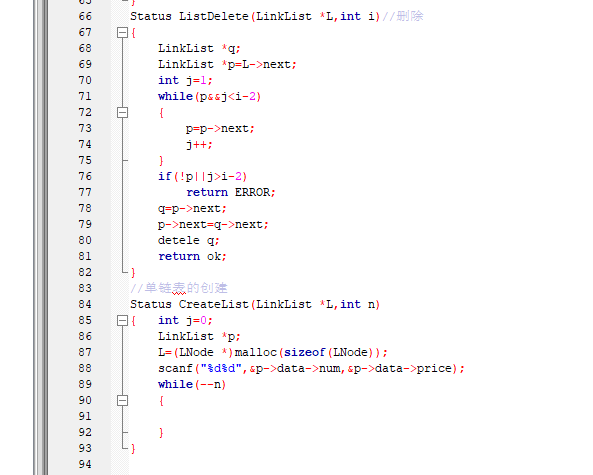 65 }
66 Status ListDelete(LinkList *L,int i)//删除
67 {
68 LinkList *q;
69 LinkList *p=L->next;
70 int j=1;
71 while(p&&j<i-2)
72 {
73 p=p->next;
74 j++;
75 }
76 if(!p||j>i-2)
77 return ERROR;
78 q=p->next;
79 p->next=q->next;
80 detele q;
81 return ok;
82 }
83 //单链表的创建
84 Status CreateList(LinkList *L,int n)
85 { int j=0;
86 LinkList *p;
87 L=(LNode *)malloc(sizeof(LNode));
88 scanf("%d%d",&p->data->num,&p->data->price);
89 while(--n)
90 {
91
92 }
93 }
94